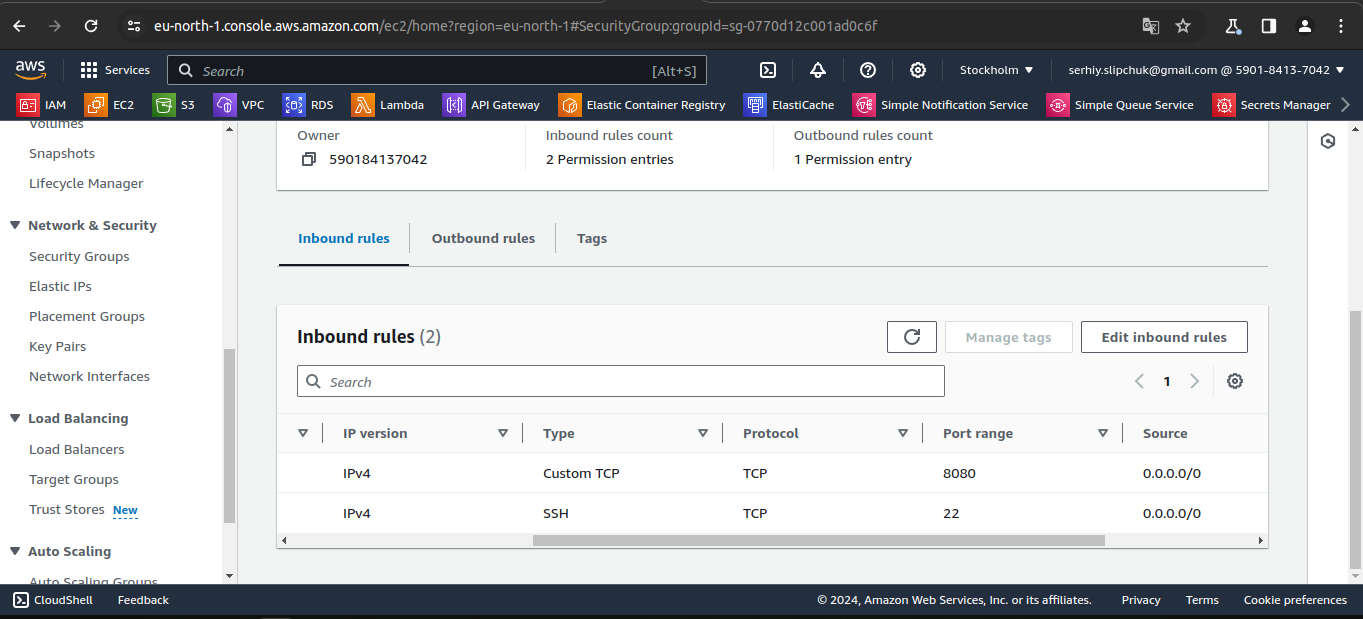 eu-north-1.console.aws.amazon.com/ec2/home?region=eu-north-1#SecurityGroup:groupId=sg-0770d12c001ad0c6f
aws Services Search [Alt+S] Stockholm serhiy.slipchuk@gmail.com @ 5901-8413-7042
IAM EC2 S3 VPC RDS Lambda API Gateway Elastic Container Registry ElastiCache Simple Notification Service Simple Queue Service Secrets Manager
Volumes
Snapshots
Lifecycle Manager
Network & Security
Security Groups
Elastic IPs
Placement Groups
Key Pairs
Network Interfaces
Load Balancing
Load Balancers
Target Groups
Trust Stores New
Auto Scaling
Auto Scaling Groups
Owner Inbound rules count Outbound rules count
590184137042 2 Permission entries 1 Permission entry
Inbound rules Outbound rules Tags
Inbound rules (2) Manage tags Edit inbound rules
Search 1
IP version Type Protocol Port range Source
IPv4 Custom TCP TCP 8080 0.0.0.0/0
IPv4 SSH TCP 22 0.0.0.0/0
CloudShell Feedback © 2024, Amazon Web Services, Inc. or its affiliates. Privacy Terms Cookie preferences